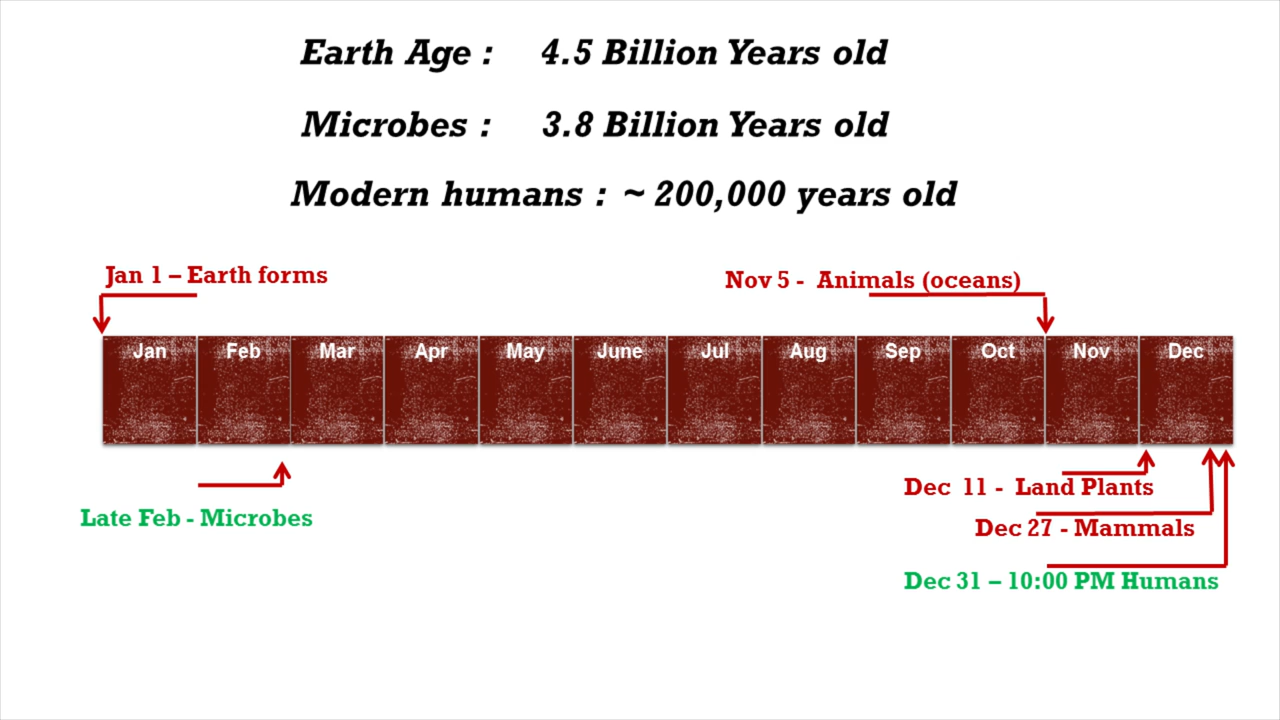 Earth Age : 4.5 Billion Years old
Microbes : 3.8 Billion Years old
Modern humans : ~ 200,000 years old
Jan 1 – Earth forms
Nov 5 - Animals (oceans)
Jan Feb Mar Apr May June Jul Aug Sep Oct Nov Dec
Dec 11 - Land Plants
Late Feb - Microbes
Dec 27 - Mammals
Dec 31 – 10:00 PM Humans